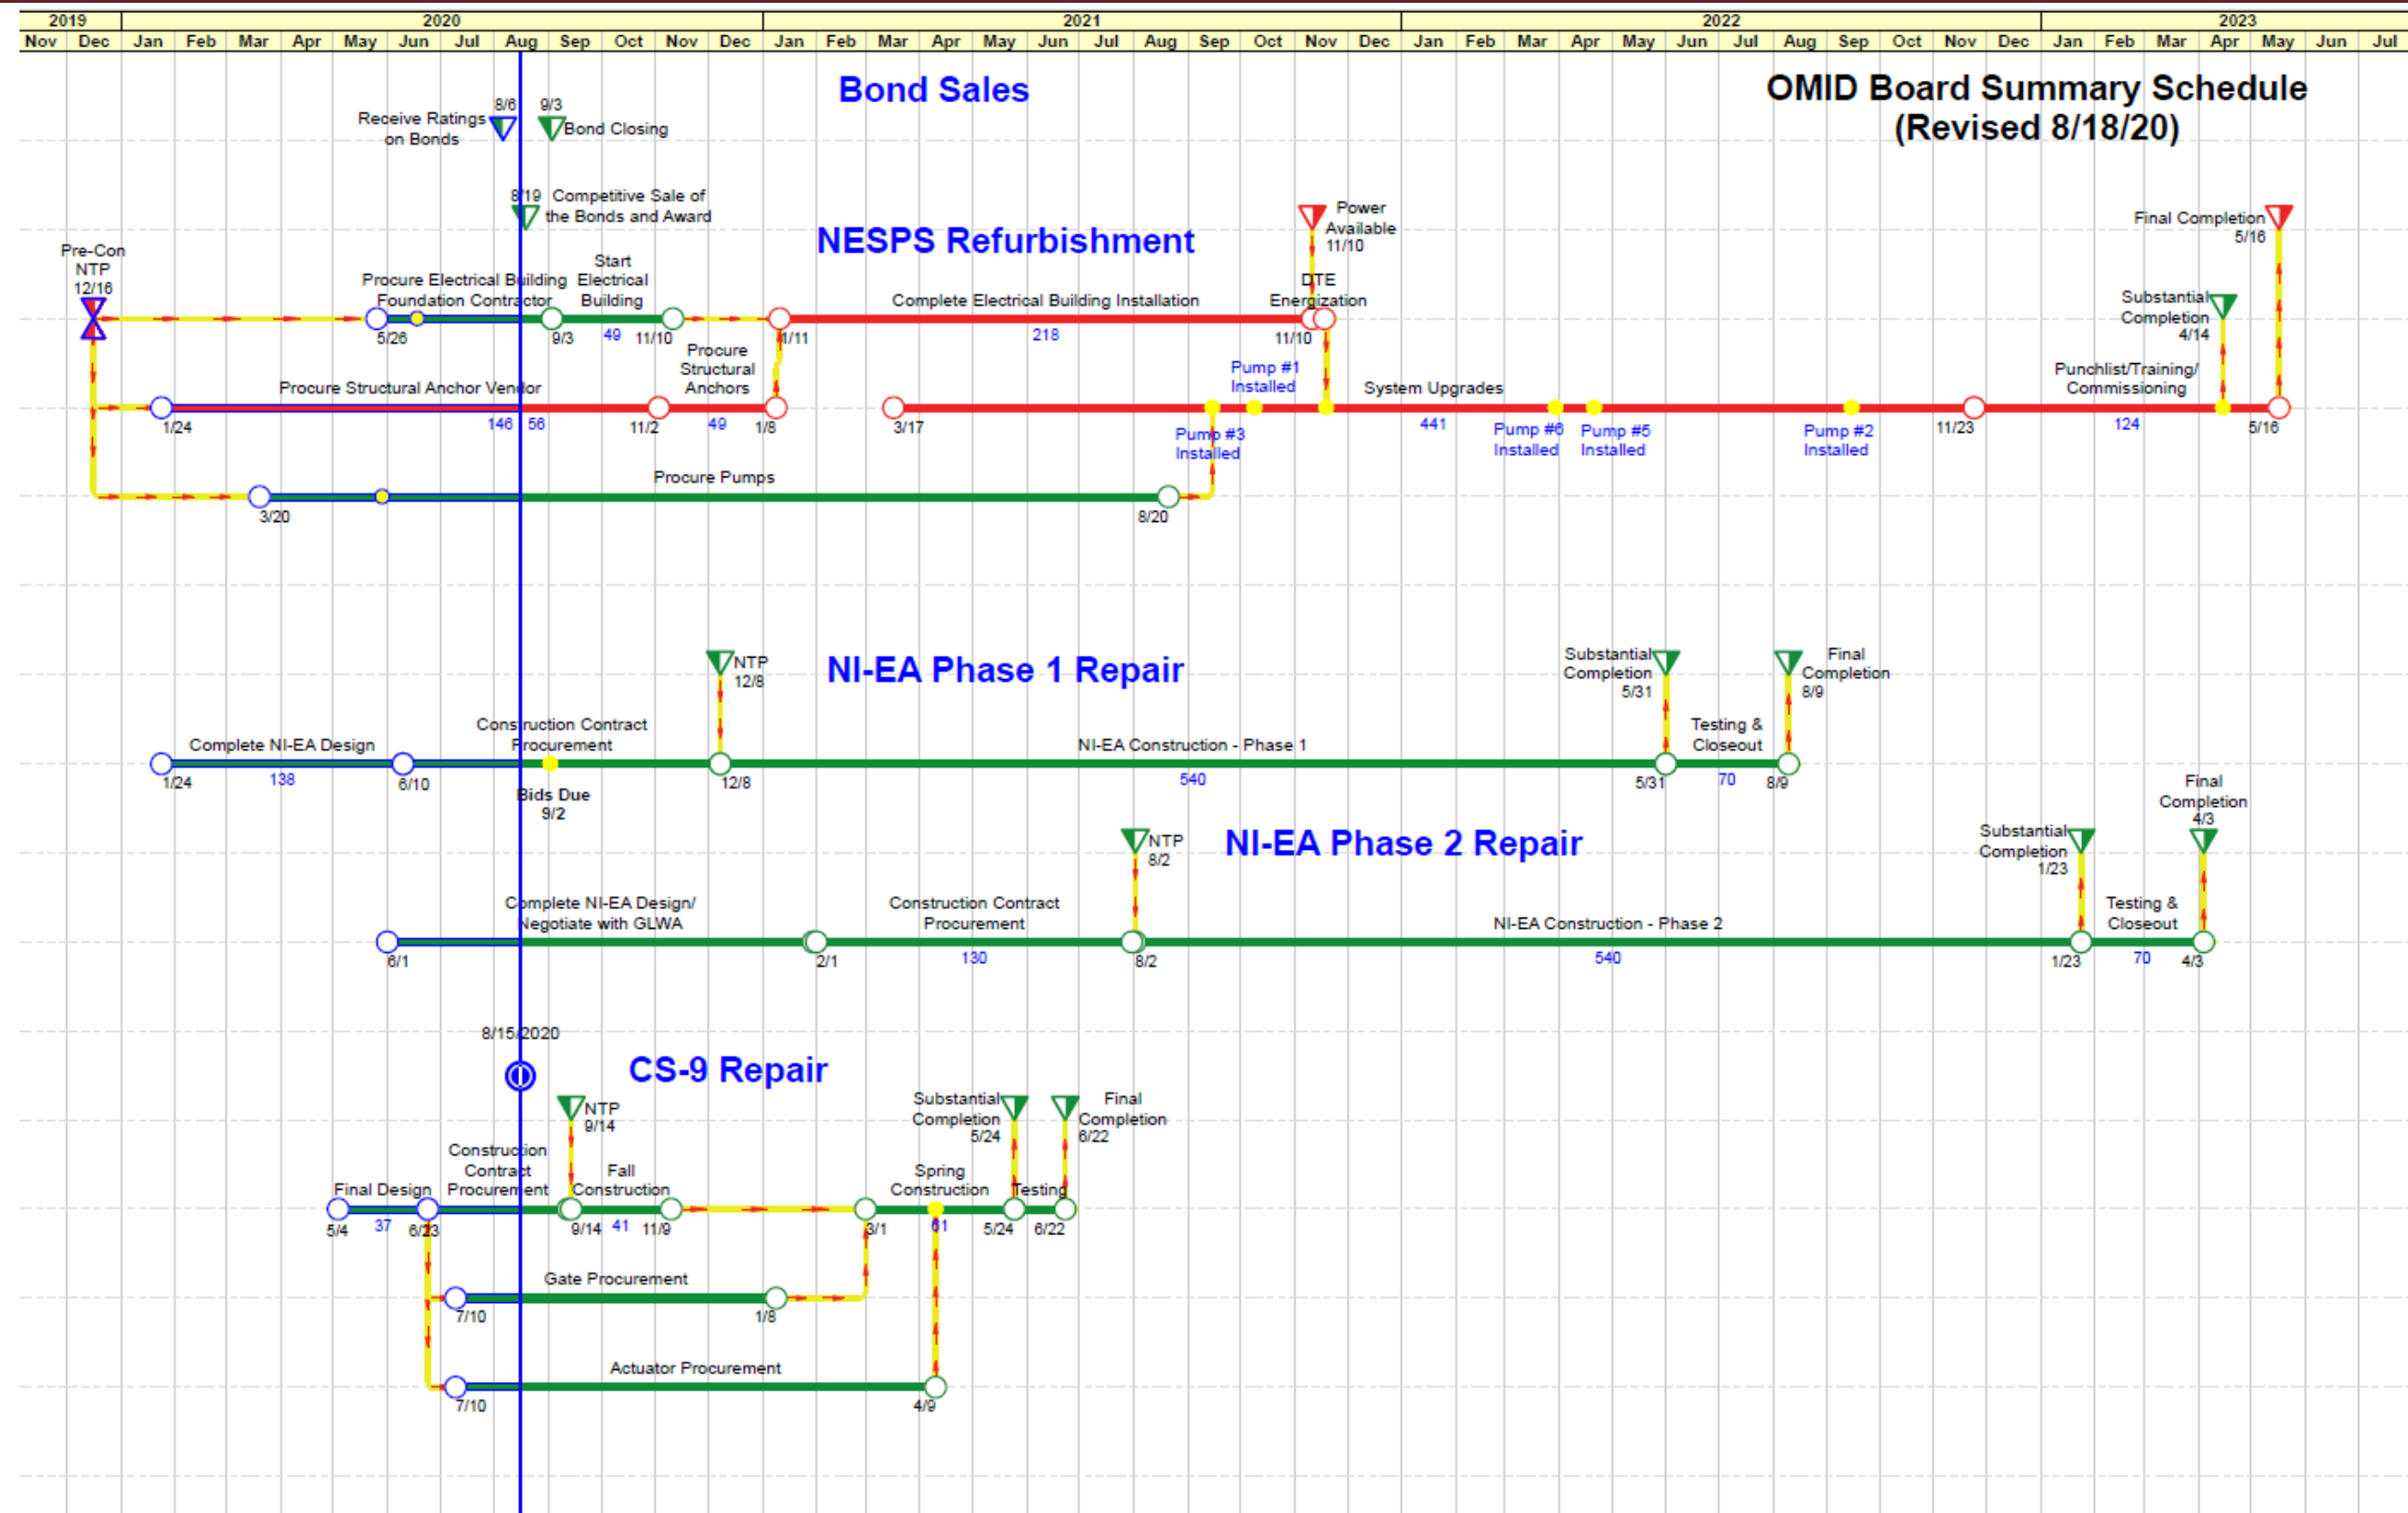 2019 2020 2021 2022 2023
Nov Dec Jan Feb Mar Apr May Jun Jul Aug Sep Oct Nov Dec Jan Feb Mar Apr May Jun Jul Aug Sep Oct Nov Dec Jan Feb Mar Apr May Jun Jul Aug Sep Oct Nov Dec Jan Feb Mar Apr May Jun Jul
OMID Board Summary Schedule
(Revised 8/18/20)
Bond Sales
8/6
Receive Ratings
on Bonds
9/3
Bond Closing
8/19
Competitive Sale of
the Bonds and Award
NESPS Refurbishment
Pre-Con
NTP
12/16
Procure Electrical Building
Foundation Contractor
5/26
9/3
Start
Electrical
Building
49
11/10
1/11
Complete Electrical Building Installation
218
11/10
Power
Available
11/10
DTE
Energization
Final Completion
5/16
Substantial
Completion
4/14
Procure Structural Anchor Vendor
1/24
146
56
11/2
Procure
Structural
Anchors
49
1/8
3/17
Pump #3
Installed
Pump #1
Installed
System Upgrades
441
Pump #6
Installed
Pump #5
Installed
Pump #2
Installed
11/23
Punchlist/Training/
Commissioning
124
5/16
Procure Pumps
3/20
8/20
NI-EA Phase 1 Repair
NTP
12/8
Substantial
Completion
5/31
Final
Completion
8/9
Complete NI-EA Design
1/24
138
6/10
Construction Contract
Procurement
Bids Due
9/2
12/8
NI-EA Construction - Phase 1
540
5/31
Testing &
Closeout
70
8/9
NI-EA Phase 2 Repair
NTP
8/2
Substantial
Completion
1/23
Final
Completion
4/3
Complete NI-EA Design/
Negotiate with GLWA
6/1
2/1
Construction Contract
Procurement
130
8/2
NI-EA Construction - Phase 2
540
1/23
Testing &
Closeout
70
4/3
8/15/2020
CS-9 Repair
NTP
9/14
Substantial
Completion
5/24
Final
Completion
6/22
Final Design
5/4
37
6/23
Construction
Contract
Procurement
9/14
Fall
Construction
41
11/9
3/1
Spring
Construction
61
5/24
Testing
6/22
Gate Procurement
7/10
1/8
Actuator Procurement
7/10
4/9